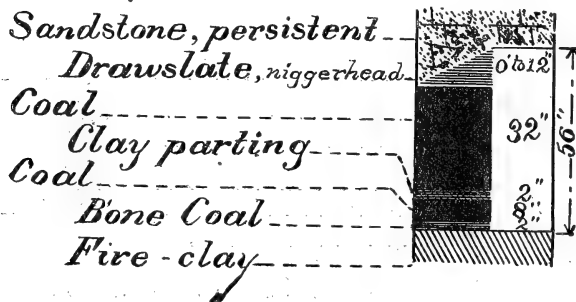 Sandstone, persistent
Drawslate, niggerhead
0" to 12"
Coal
32"
Clay parting
2"
Coal
8"
Bone Coal
2"
Fire-clay
56"